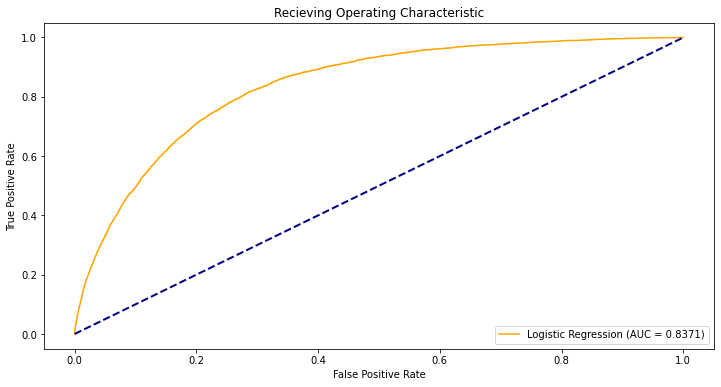 Recieving Operating Characteristic
True Positive Rate
1.0
0.8
0.6
0.4
0.2
0.0
0.0 0.2 0.4 0.6 0.8 1.0
False Positive Rate
Logistic Regression (AUC = 0.8371)